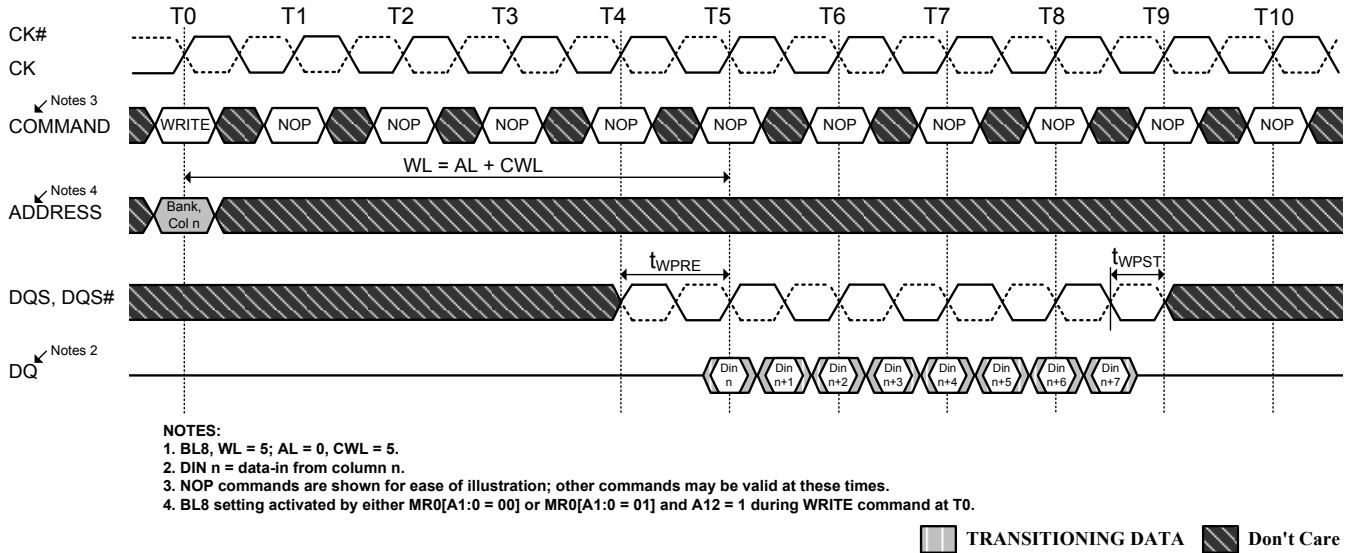 T0 T1 T2 T3 T4 T5 T6 T7 T8 T9 T10
CK#
CK
Notes 3
COMMAND
WRITE NOP NOP NOP NOP NOP NOP NOP NOP NOP NOP
WL = AL + CWL
Notes 4
ADDRESS
Bank,
Col n
tWPRE
tWPST
DQS, DQS#
Notes 2
DQ
Din n
Din n+1
Din n+2
Din n+3
Din n+4
Din n+5
Din n+6
Din n+7
NOTES:
1. BL8, WL = 5; AL = 0, CWL = 5.
2. DIN n = data-in from column n.
3. NOP commands are shown for ease of illustration; other commands may be valid at these times.
4. BL8 setting activated by either MR0[A1:0 = 00] or MR0[A1:0 = 01] and A12 = 1 during WRITE command at T0.
TRANSITIONING DATA
Don't Care